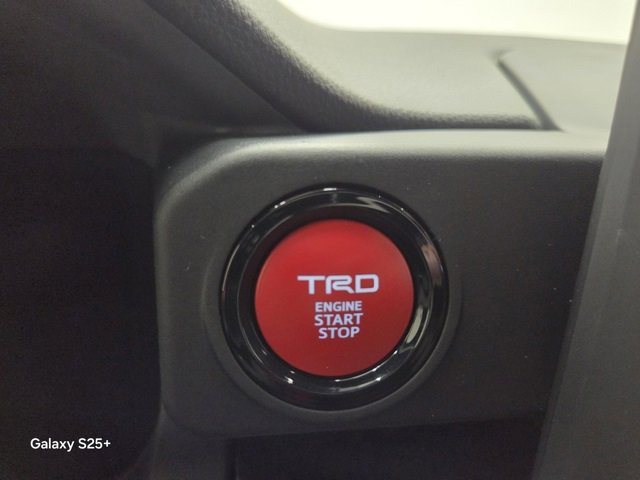 TRD
ENGINE
START
STOP
Galaxy S25+